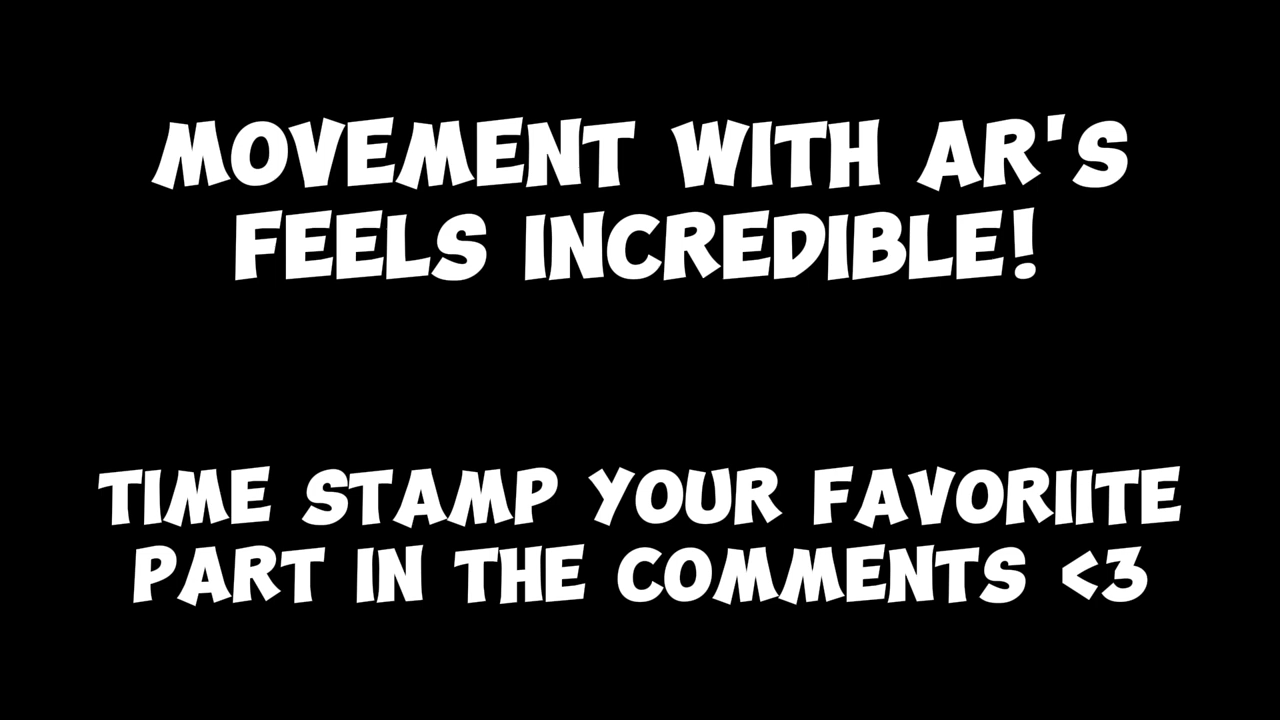 MOVEMENT WITH AR'S
FEELS INCREDIBLE!
TIME STAMP YOUR FAVORIITE
PART IN THE COMMENTS <3